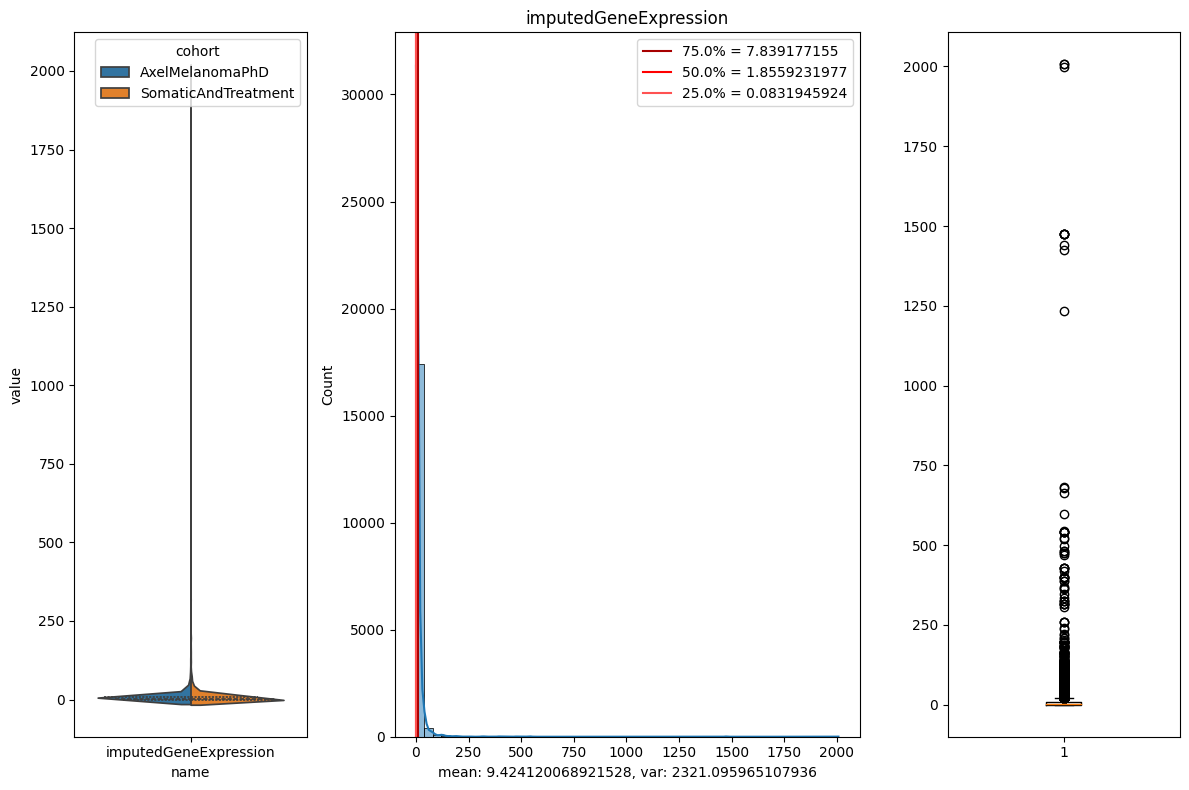 imputedGeneExpression
cohort
AxelMelanomaPhD
SomaticAndTreatment
2000
1750
1500
1250
1000
750
500
250
0
value
imputedGeneExpression
name
75.0% = 7.839177155
50.0% = 1.8559231977
25.0% = 0.0831945924
30000
25000
20000
15000
10000
5000
0
Count
0 250 500 750 1000 1250 1500 1750 2000
mean: 9.424120068921528, var: 2321.095965107936
2000
1750
1500
1250
1000
750
500
250
0
1